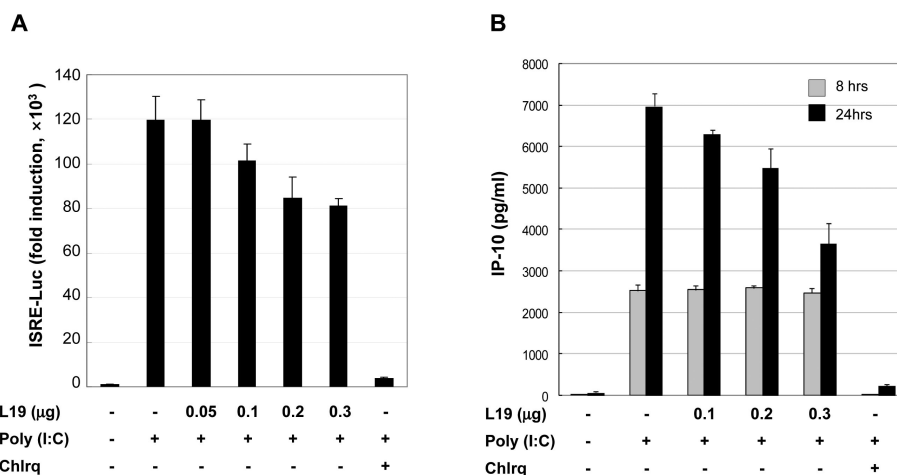 A
ISRE-Luc (fold induction, ×10³)
140
120
100
80
60
40
20
0
L19 (μg) - - 0.05 0.1 0.2 0.3 -
Poly (I:C) - + + + + + +
Chlrq - - - - - - +
B
IP-10 (pg/ml)
8000
7000
6000
5000
4000
3000
2000
1000
0
8 hrs
24hrs
L19 (μg) - - 0.1 0.2 0.3 -
Poly (I:C) - + + + + +
Chlrq - - - - - +